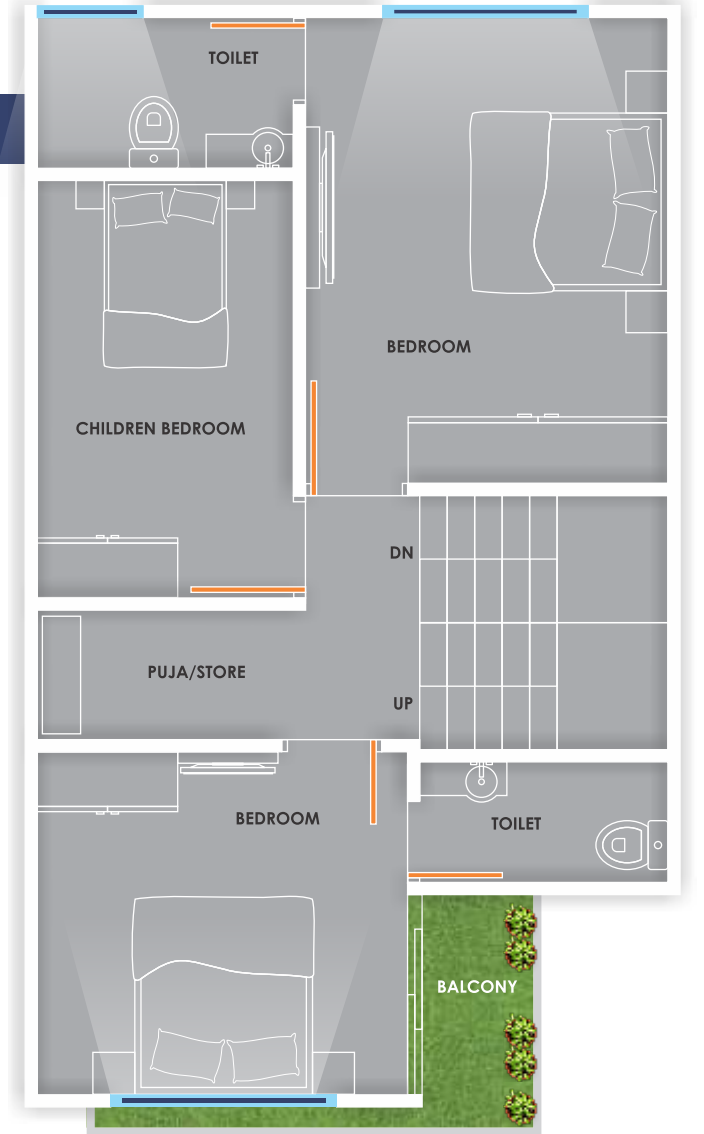 TOILET
BEDROOM
CHILDREN BEDROOM
DN
PUJA/STORE
UP
BEDROOM
TOILET
BALCONY